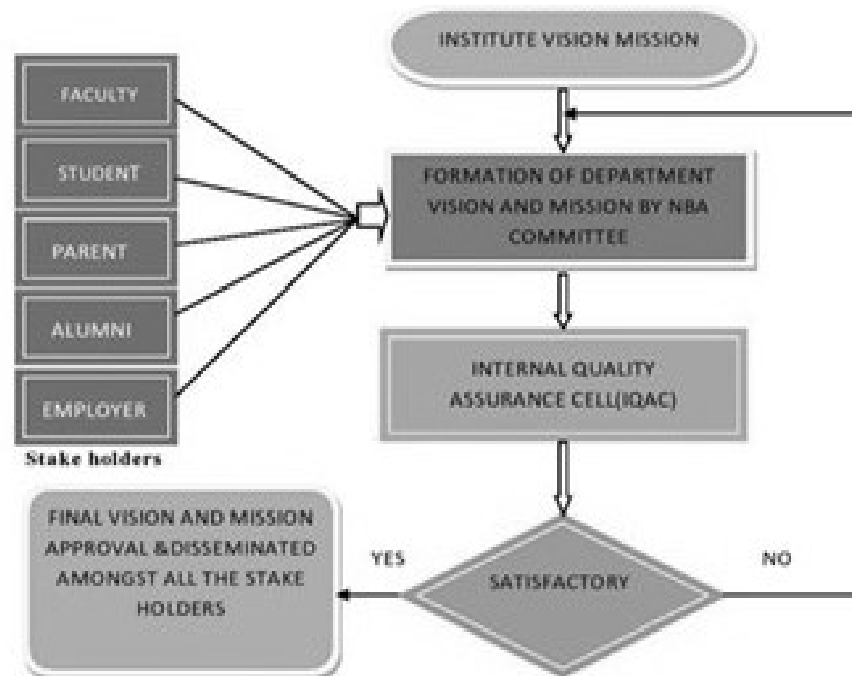 INSTITUTE VISION MISSION
FACULTY
STUDENT
PARENT
ALUMNI
EMPLOYER
Stake holders
FORMATION OF DEPARTMENT
VISION AND MISSION BY NBA
COMMITTEE
INTERNAL QUALITY
ASSURANCE CELL(IQAC)
SATISFACTORY
YES
NO
FINAL VISION AND MISSION
APPROVAL &DISSEMINATED
AMONGST ALL THE STAKE
HOLDERS